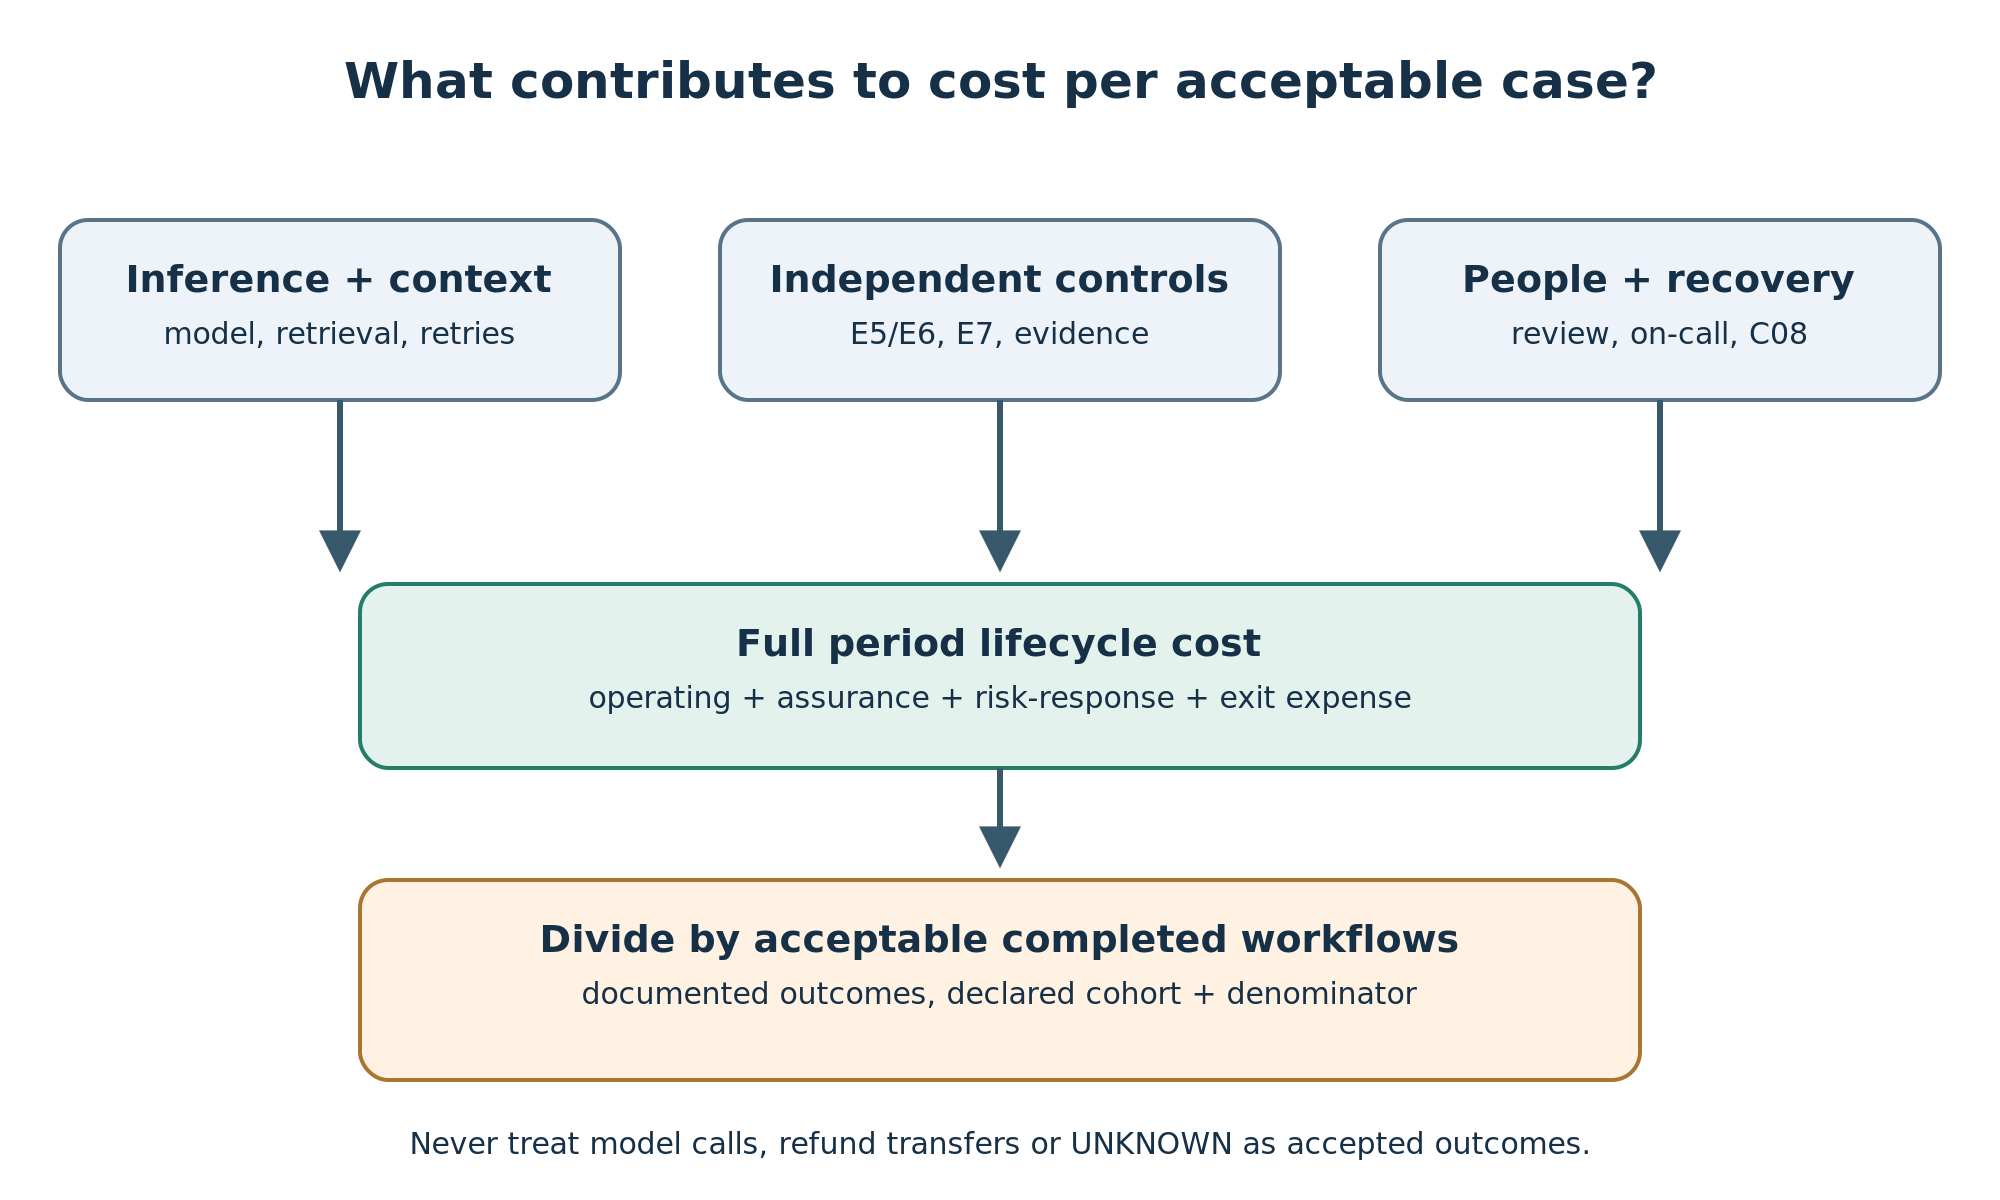 What contributes to cost per acceptable case?
Inference + context
model, retrieval, retries
Independent controls
E5/E6, E7, evidence
People + recovery
review, on-call, C08
Full period lifecycle cost
operating + assurance + risk-response + exit expense
Divide by acceptable completed workflows
documented outcomes, declared cohort + denominator
Never treat model calls, refund transfers or UNKNOWN as accepted outcomes.